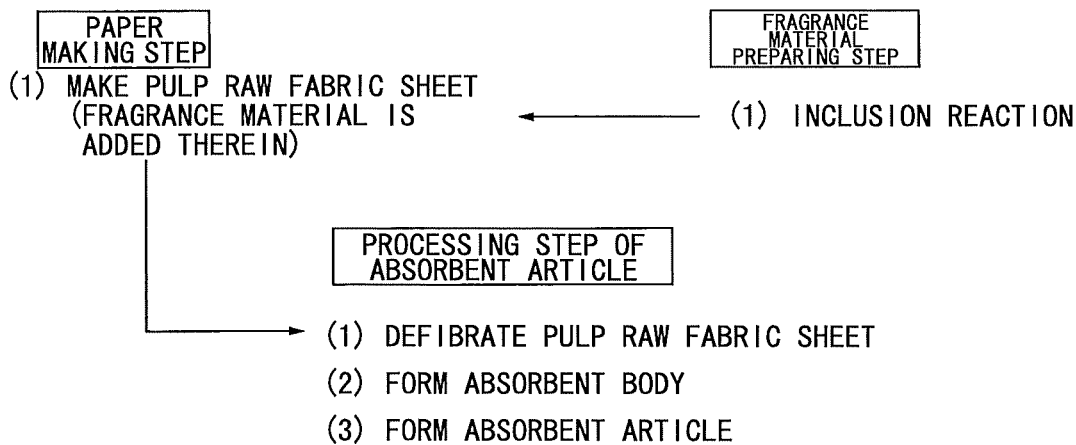 PAPER
MAKING STEP
(1) MAKE PULP RAW FABRIC SHEET
(FRAGRANCE MATERIAL IS
ADDED THEREIN)
FRAGRANCE
MATERIAL
PREPARING STEP
(1) INCLUSION REACTION
PROCESSING STEP OF
ABSORBENT ARTICLE
(1) DEFIBRATE PULP RAW FABRIC SHEET
(2) FORM ABSORBENT BODY
(3) FORM ABSORBENT ARTICLE